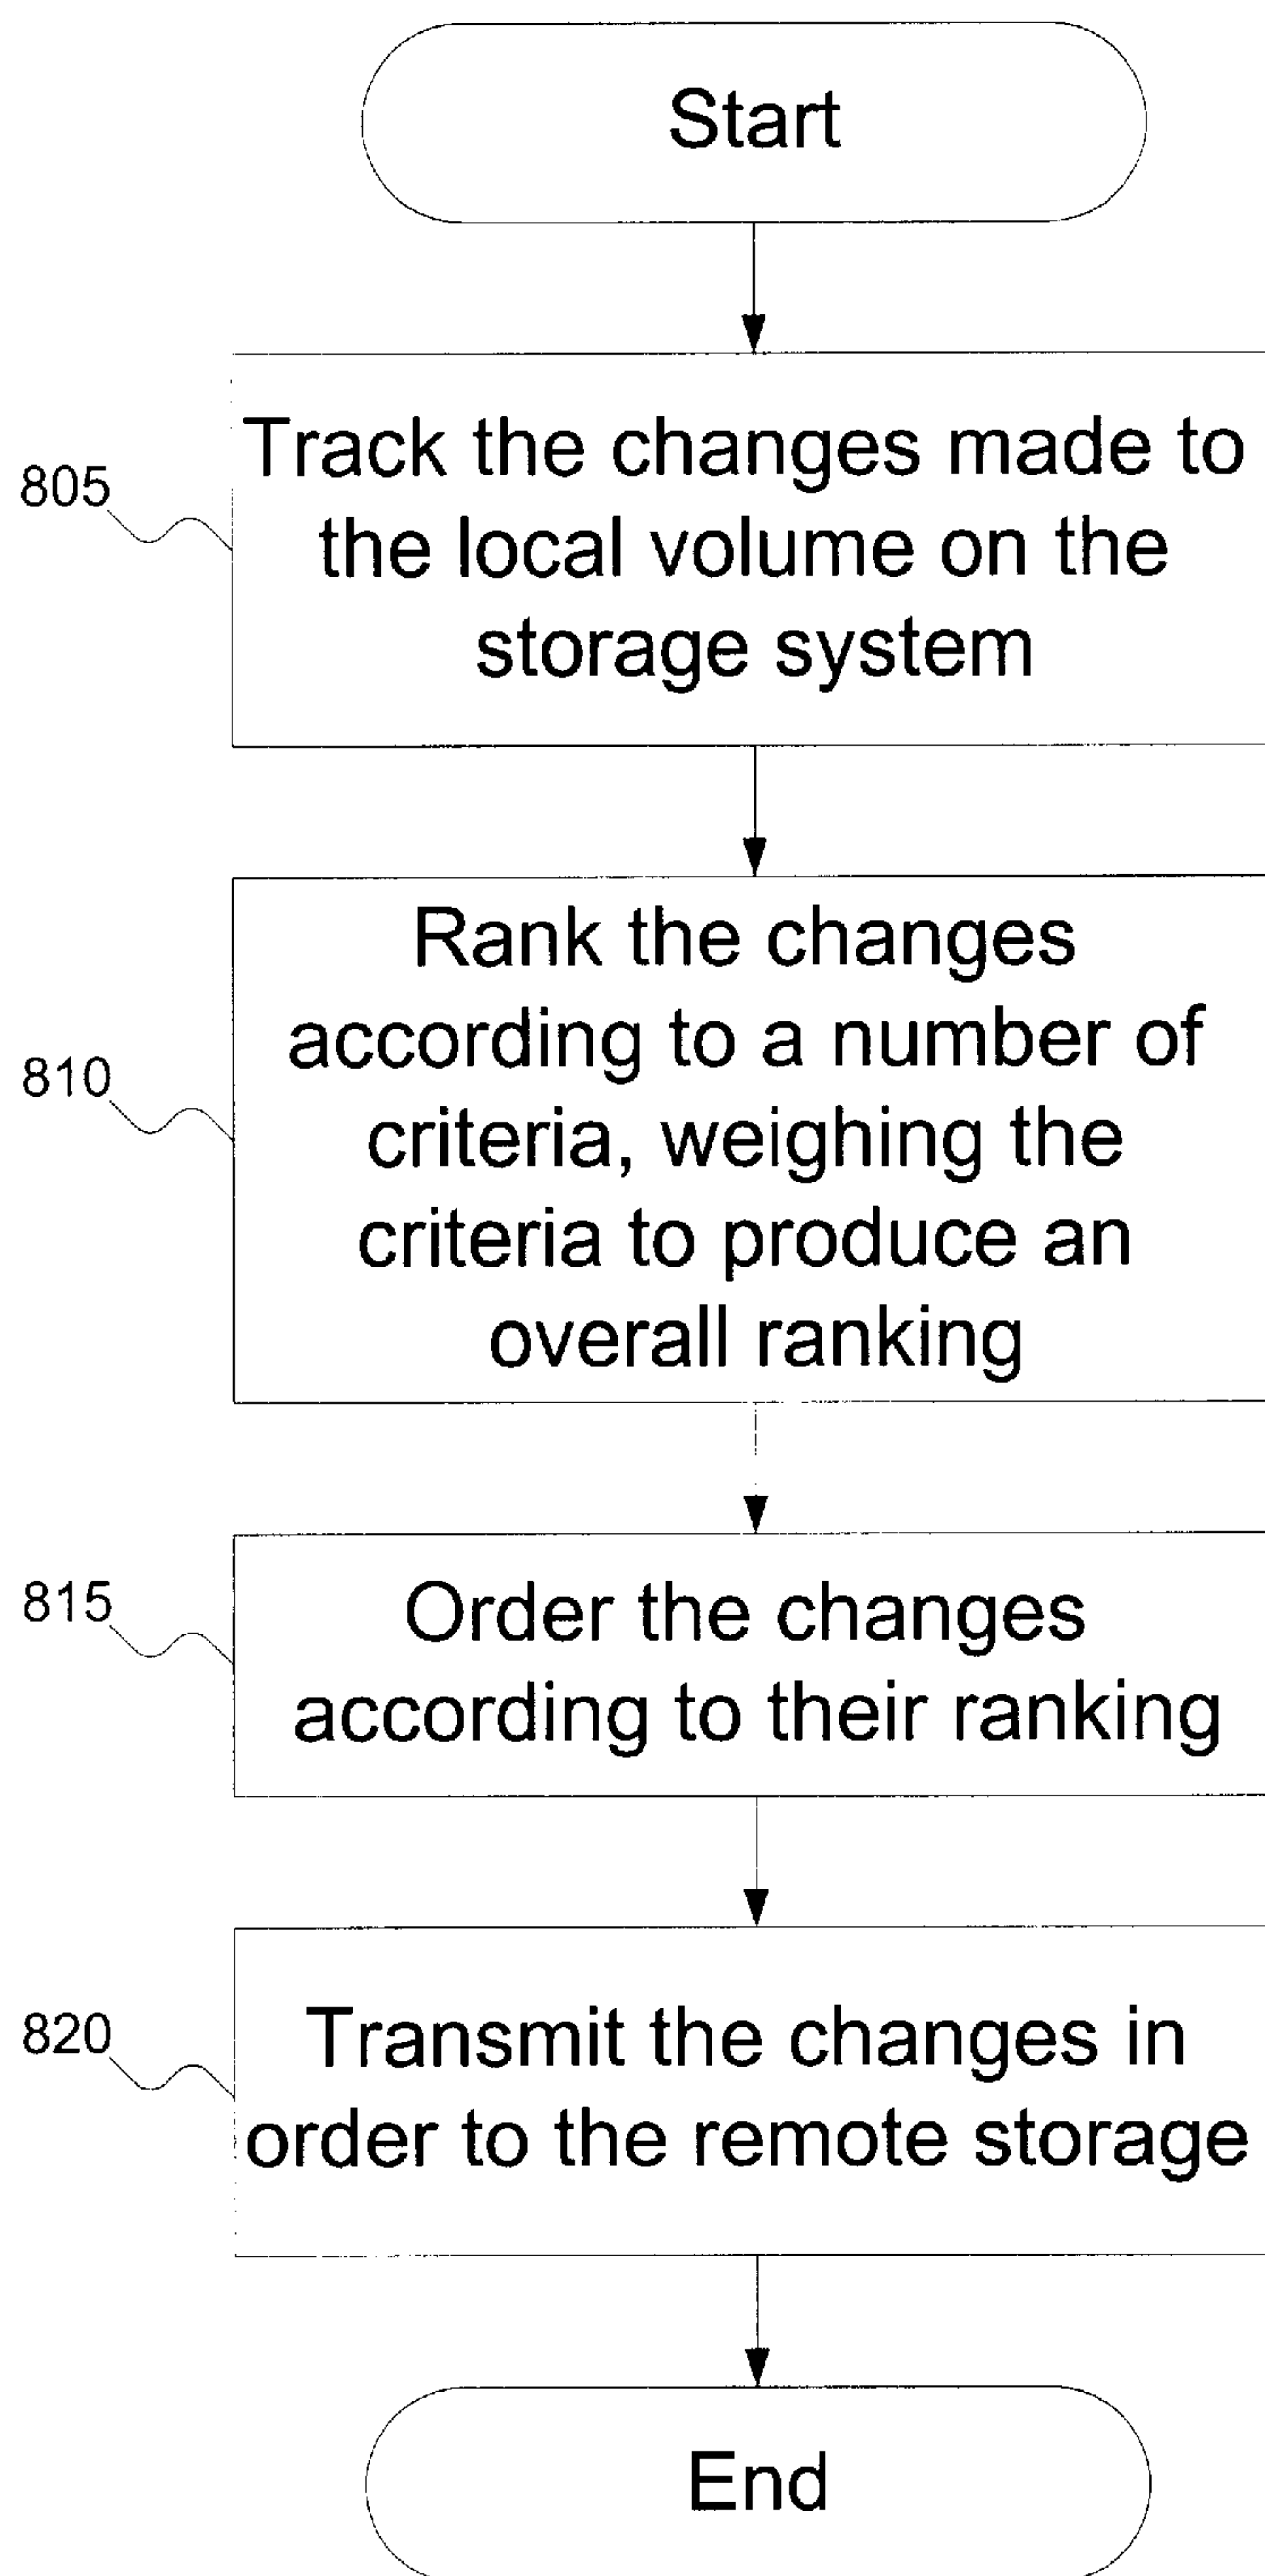 Start
805
Track the changes made to
the local volume on the
storage system
810
Rank the changes
according to a number of
criteria, weighing the
criteria to produce an
overall ranking
815
Order the changes
according to their ranking
820
Transmit the changes in
order to the remote storage
End